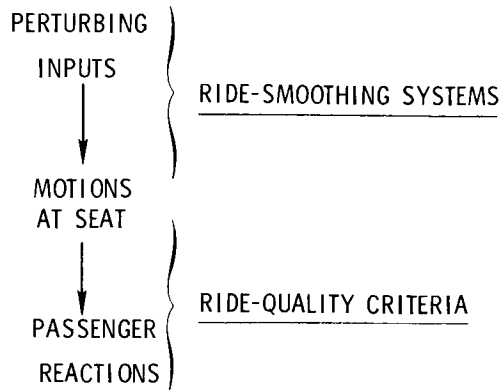 PERTURBING
INPUTS
RIDE-SMOOTHING SYSTEMS
MOTIONS
AT SEAT
RIDE-QUALITY CRITERIA
PASSENGER
REACTIONS